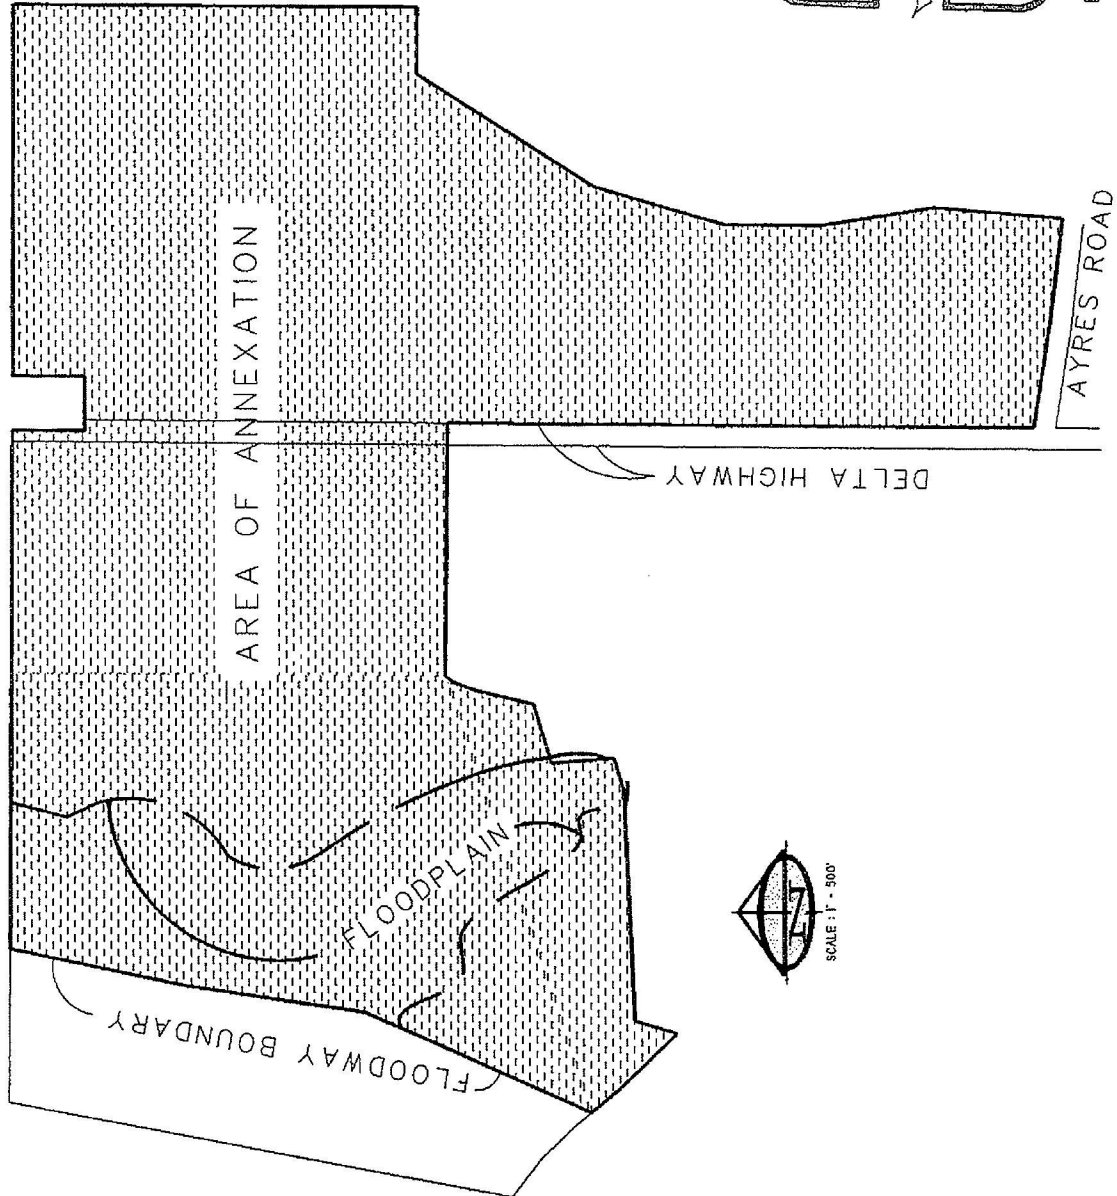 AREA OF ANNEXATION
AYRES ROAD
DELTA HIGHWAY
FLOODPLAIN
FLOODWAY BOUNDARY
N
SCALE : 1" - 500'